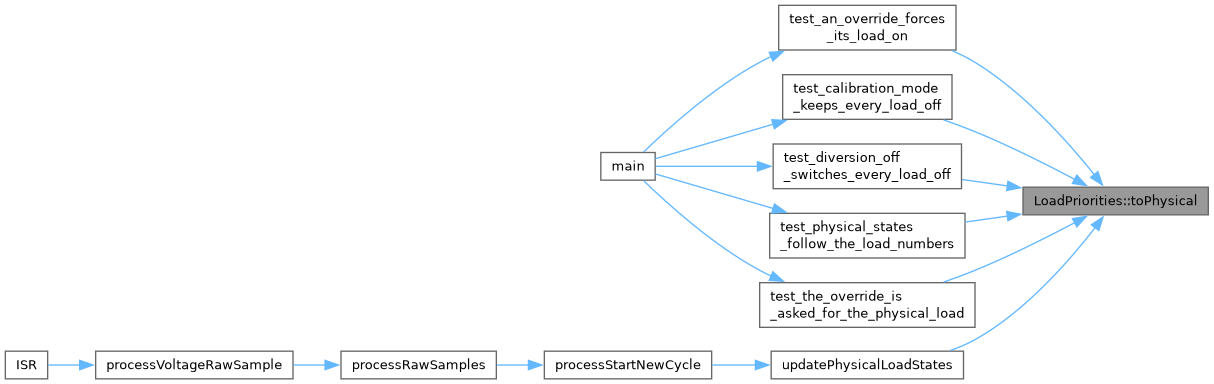 test_an_override_forces
_its_load_on
test_calibration_mode
_keeps_every_load_off
main
test_diversion_off
_switches_every_load_off
LoadPriorities::toPhysical
test_physical_states
_follow_the_load_numbers
test_the_override_is
_asked_for_the_physical_load
ISR
processVoltageRawSample
processRawSamples
processStartNewCycle
updatePhysicalLoadStates